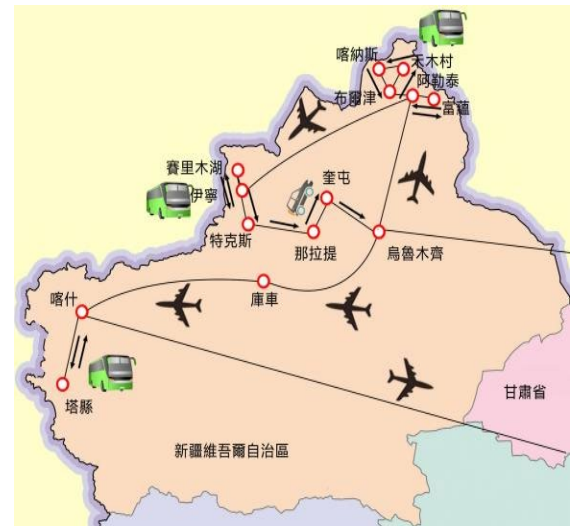 喀納斯
禾木村
阿勒泰
布爾津
富蘊
賽里木湖
伊寧
奎屯
特克斯
那拉提
烏魯木齊
庫車
喀什
塔縣
甘肅省
新疆維吾爾自治區